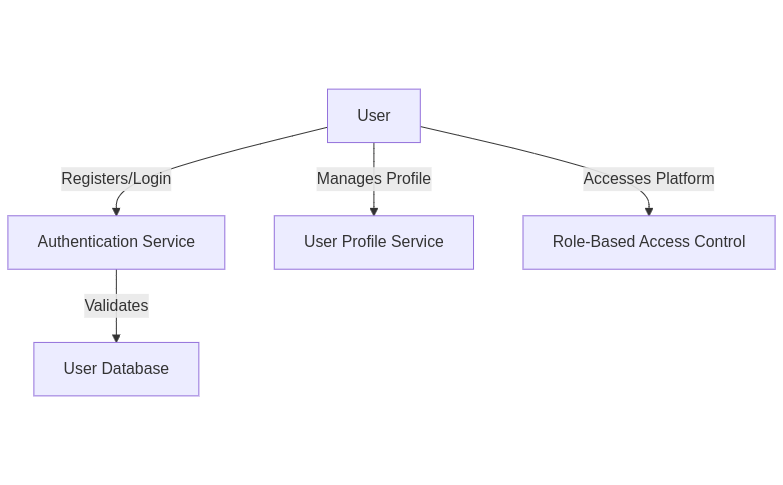 User
Registers/Login
Manages Profile
Accesses Platform
Authentication Service
User Profile Service
Role-Based Access Control
Validates
User Database